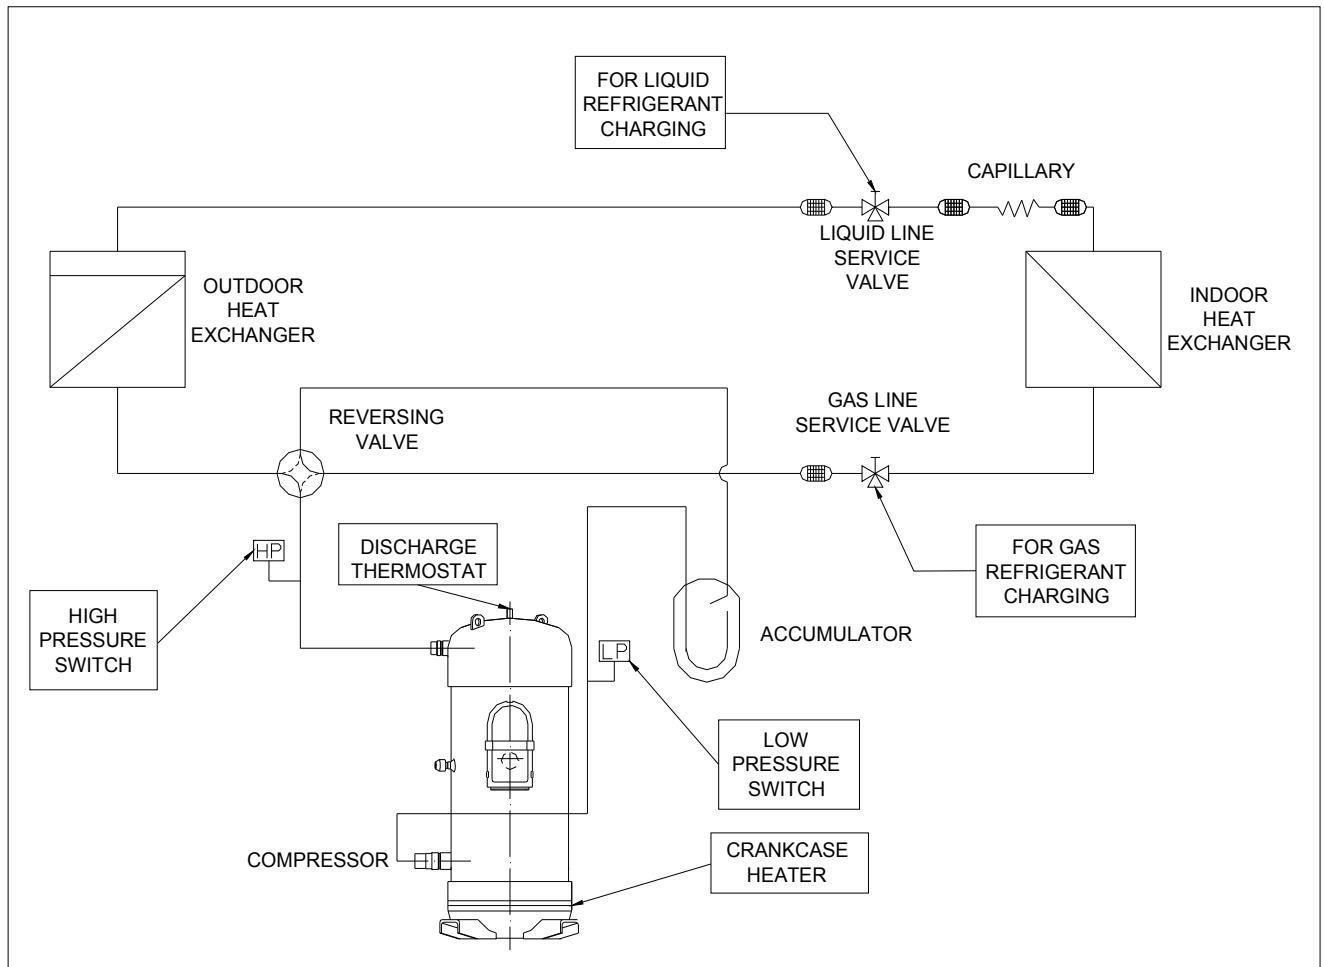 FOR LIQUID
REFRIGERANT
CHARGING
CAPILLARY
LIQUID LINE
SERVICE
VALVE
OUTDOOR
HEAT
EXCHANGER
INDOOR
HEAT
EXCHANGER
REVERSING
VALVE
GAS LINE
SERVICE VALVE
HP
DISCHARGE
THERMOSTAT
FOR GAS
REFRIGERANT
CHARGING
HIGH
PRESSURE
SWITCH
LP
ACCUMULATOR
LOW
PRESSURE
SWITCH
COMPRESSOR
CRANKCASE
HEATER